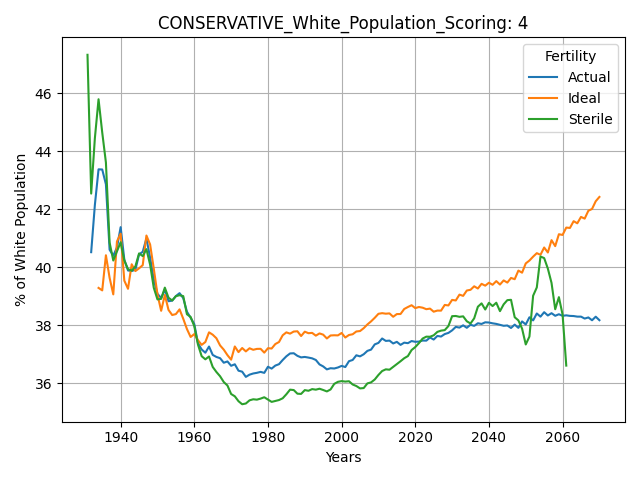 CONSERVATIVE_White_Population_Scoring: 4
Fertility
Actual
Ideal
Sterile
% of White Population
46
44
42
40
38
36
1940 1960 1980 2000 2020 2040 2060
Years